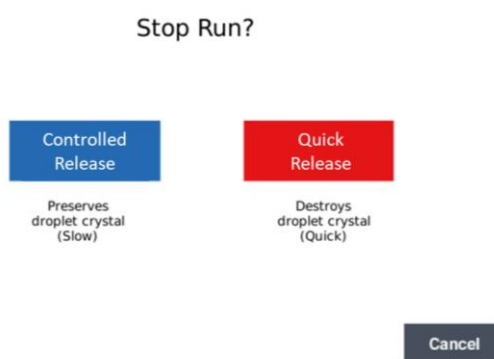 Stop Run?
Controlled
Release
Preserves
droplet crystal
(Slow)
Quick
Release
Destroys
droplet crystal
(Quick)
Cancel